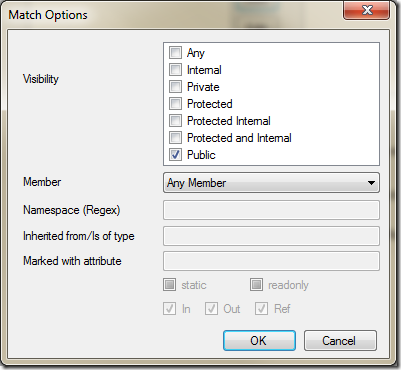 Match Options
Any
Internal
Visibility
Private
Protected
Protected Internal
Protected and Internal
Public
Member Any Member
Namespace (Regex)
Inherited from/Is of type
Marked with attribute
static readonly
In Out Ref
OK Cancel